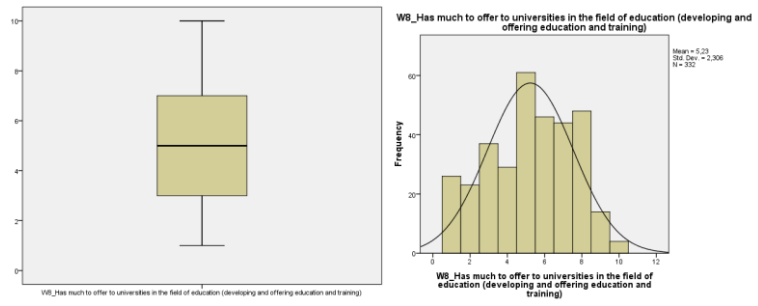 10
8
6
4
2
0
W8_Has much to offer to universities in the field of education (developing and offering education and training)
W8_Has much to offer to universities in the field of education (developing and
offering education and training)
Mean = 5,23
Std. Dev. = 2,306
N = 332
Frequency
60
40
20
0
0 2 4 6 8 10 12
W8_Has much to offer to universities in the field of
education (developing and offering education and
training)